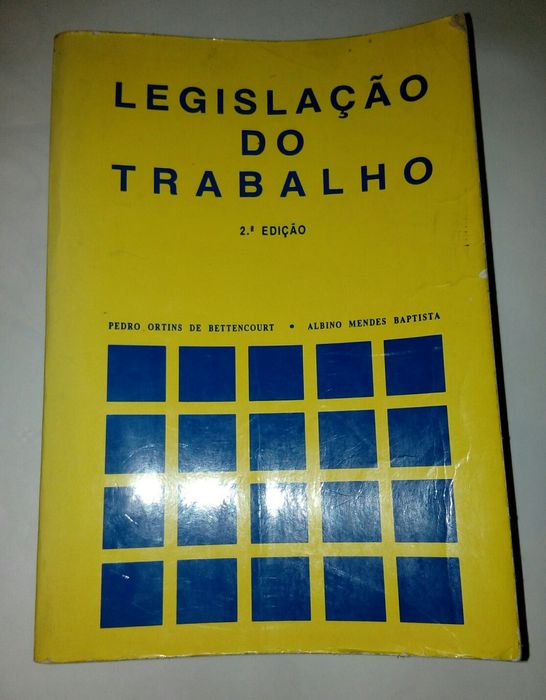 LEGISLAÇÃO
DO
TRABALHO
2.ª EDIÇÃO
PEDRO ORTINS DE BETTENCOURT • ALBINO MENDES BAPTISTA